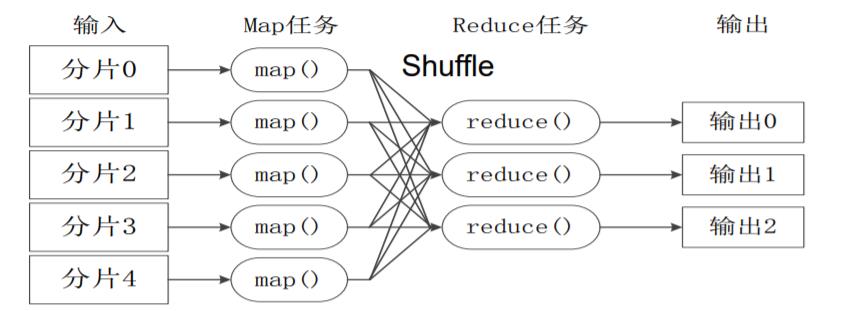 输入 Map任务 Reduce任务 输出
分片0 map() Shuffle
分片1 map() reduce() 输出0
分片2 map() reduce() 输出1
分片3 map() reduce() 输出2
分片4 map()